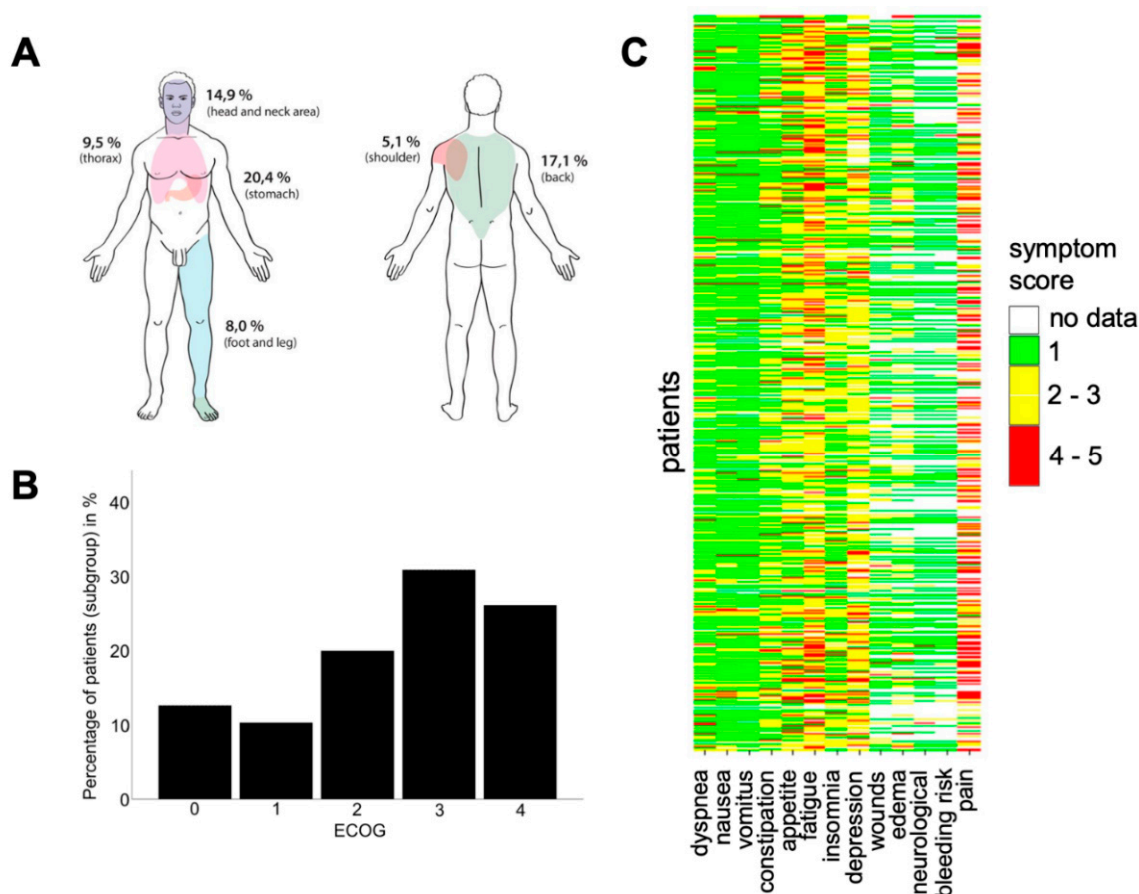 A
14,9 %
(head and neck area)
9,5 %
(thorax)
20,4 %
(stomach)
8,0 %
(foot and leg)
5,1 %
(shoulder)
17,1 %
(back)
B
Percentage of patients (subgroup) in %
40
30
20
10
0
0
1
2
3
4
ECOG
C
patients
symptom
score
no data
1
2 - 3
4 - 5
dyspnea
nausea
vomitus
constipation
appetite
fatigue
insomnia
depression
wounds
edema
neurological
bleeding risk
pain